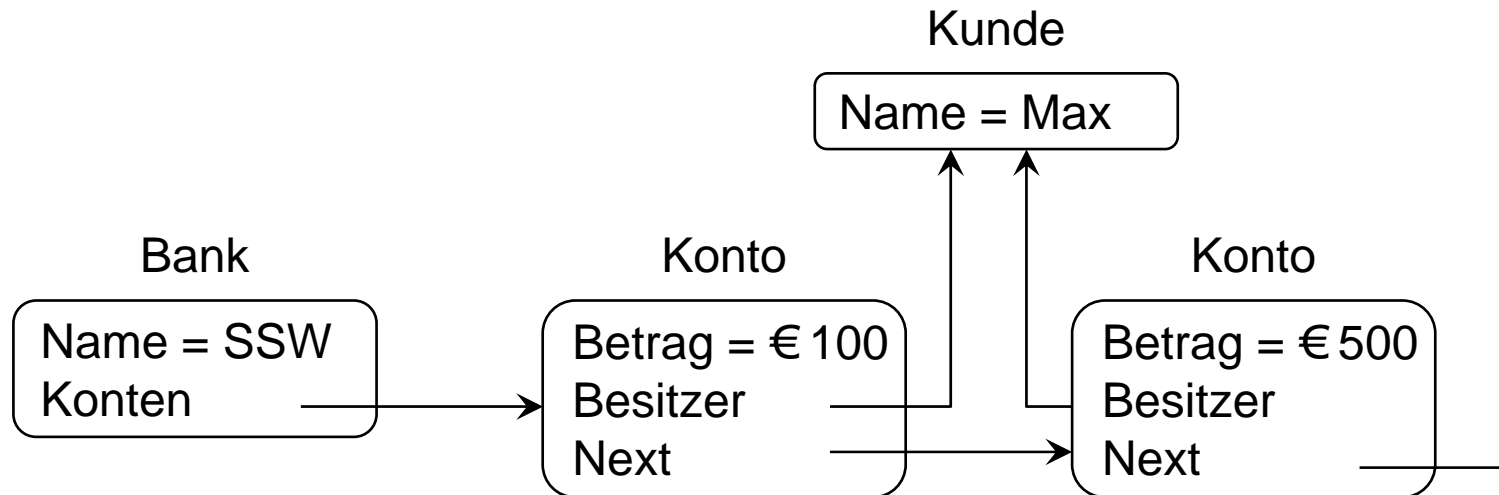 Kunde
Name = Max
Bank
Name = SSW
Konten
Konto
Betrag = € 100
Besitzer
Next
Konto
Betrag = € 500
Besitzer
Next